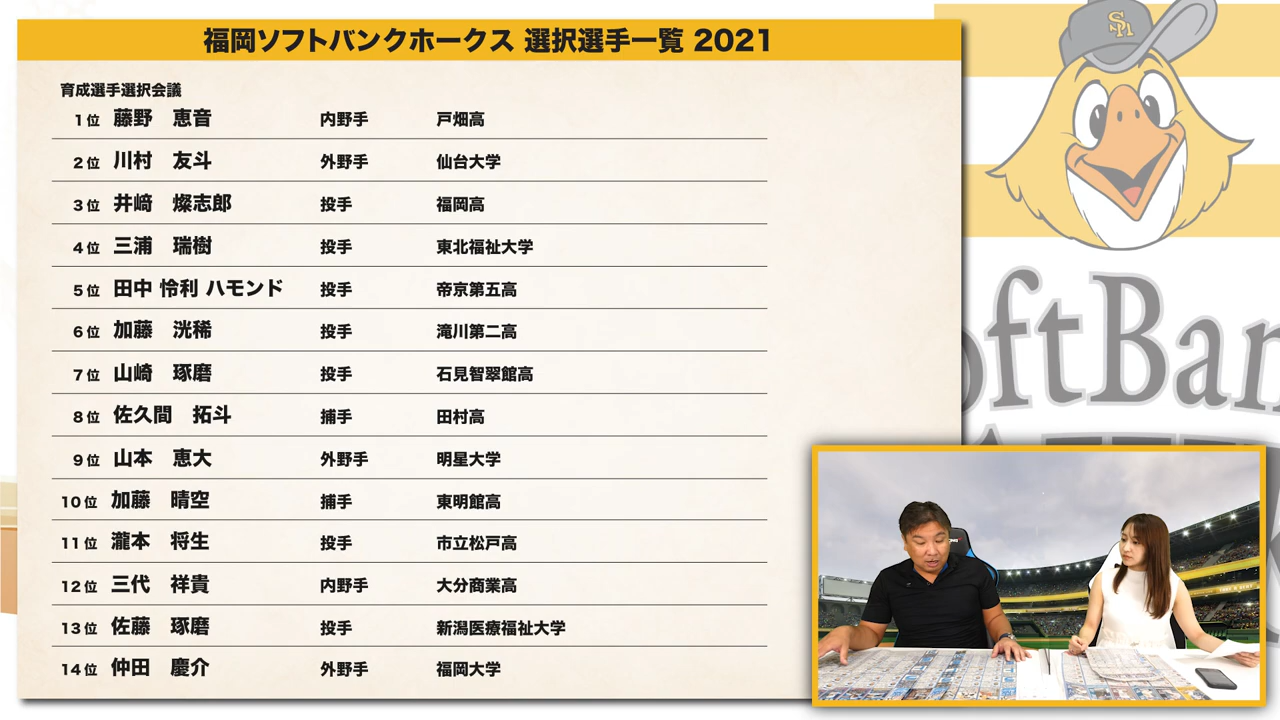 福岡ソフトバンクホークス 選択選手一覧 2021
育成選手選択会議
1位 藤野 恵音 内野手 戸畑高
2位 川村 友斗 外野手 仙台大学
3位 井﨑 燦志郎 投手 福岡高
4位 三浦 瑞樹 投手 東北福祉大学
5位 田中 怜利 ハモンド 投手 帝京第五高
6位 加藤 洸稀 投手 滝川第二高
7位 山崎 琢磨 投手 石見智翠館高
8位 佐久間 拓斗 捕手 田村高
9位 山本 恵大 外野手 明星大学
10位 加藤 晴空 捕手 東明館高
11位 瀧本 将生 投手 市立松戸高
12位 三代 祥貴 内野手 大分商業高
13位 佐藤 琢磨 投手 新潟医療福祉大学
14位 仲田 慶介 外野手 福岡大学
SH
oftBan